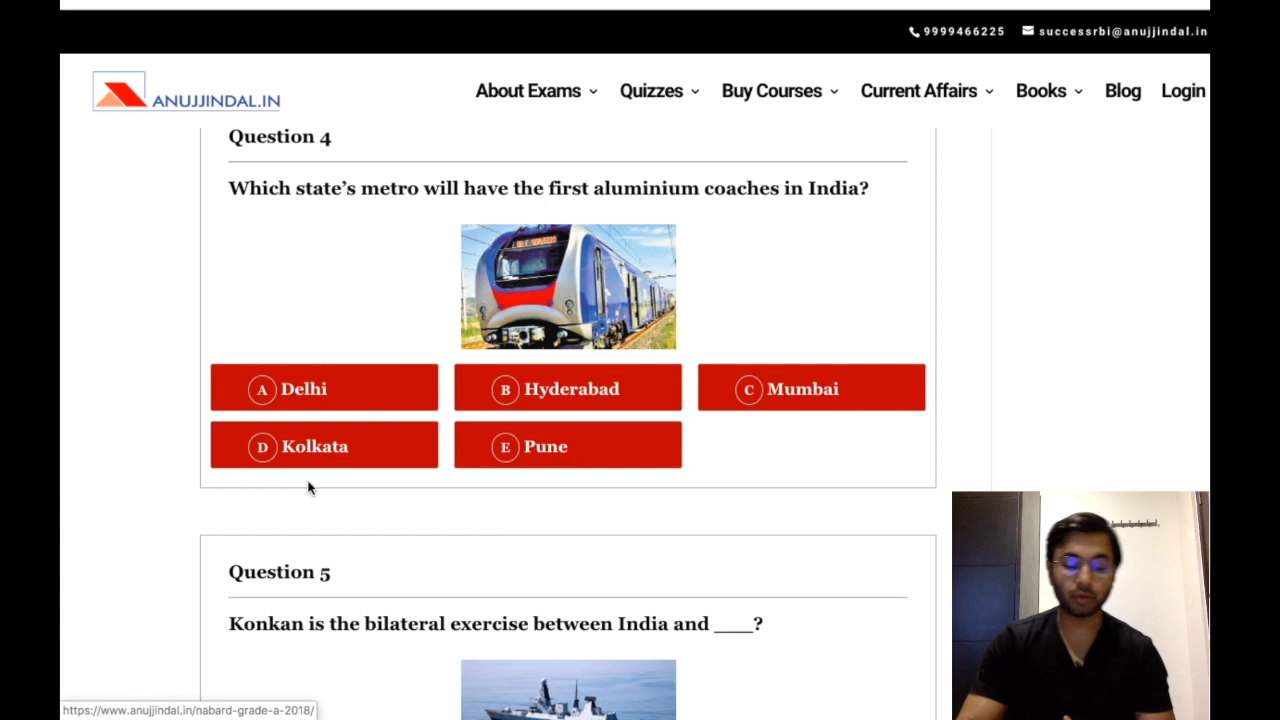 9999466225 successrbi@anujjindal.in
ANUJJINDAL.IN
About Exams Quizzes Buy Courses Current Affairs Books Blog Login
Question 4
Which state’s metro will have the first aluminium coaches in India?
A Delhi
B Hyderabad
C Mumbai
D Kolkata
E Pune
Question 5
Konkan is the bilateral exercise between India and ___?
https://www.anujjindal.in/nabard-grade-a-2018/